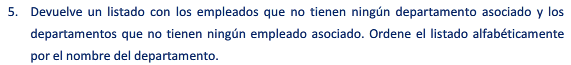 5. Devuelve un listado con los empleados que no tienen ningún departamento asociado y los
departamentos que no tienen ningún empleado asociado. Ordene el listado alfabéticamente
por el nombre del departamento.